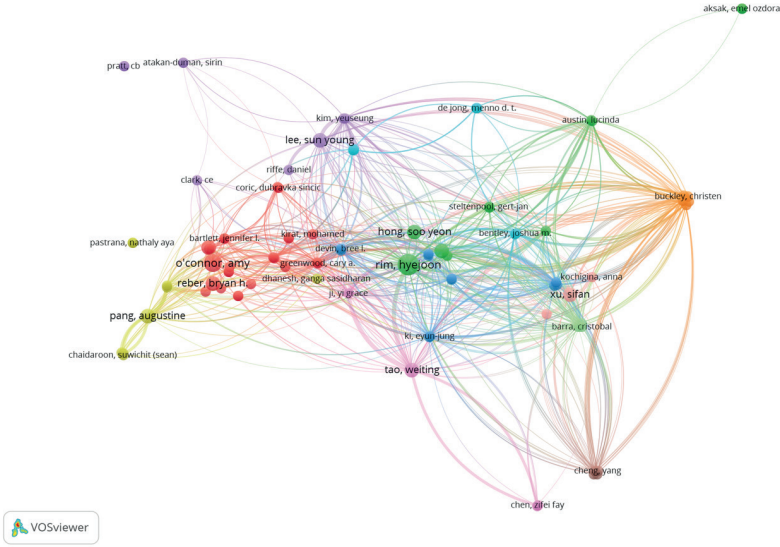 aksak, emel ozdora
pratt, cb
atakan-duman, sirin
de jong, menno d. t.
kim, yeuseung
austin, lucinda
lee, sun young
riffe, daniel
clark, ce
coric, dubravka sincic
buckley, christen
steltenpool, gert-jan
hong, soo yeon
bentley, joshua m.
kirat, mohamed
bartlett, jennifer l.
pastrana, nathaly aya
devin, bree l.
o'connor, amy
greenwood, cary a.
rim, hyejoon
kochigina, anna
dhanesh, ganga sasidharan
reber, bryan h.
ji, yi grace
xu, sifan
pang, augustine
barra, cristobal
ki, eyun-jung
chaidaroon, suwichit (sean)
tao, weiting
cheng, yang
chen, zifei fay
VOSviewer